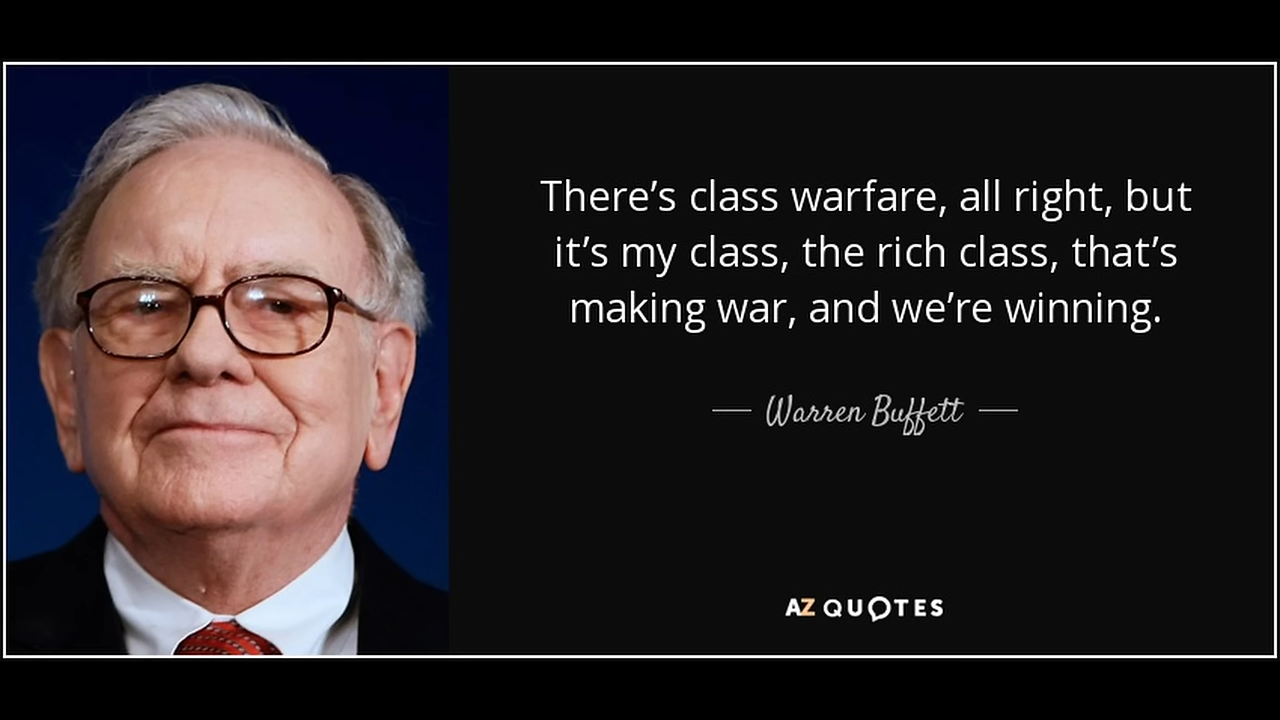 There’s class warfare, all right, but
it’s my class, the rich class, that’s
making war, and we’re winning.
Warren Buffett
AZ QUOTES